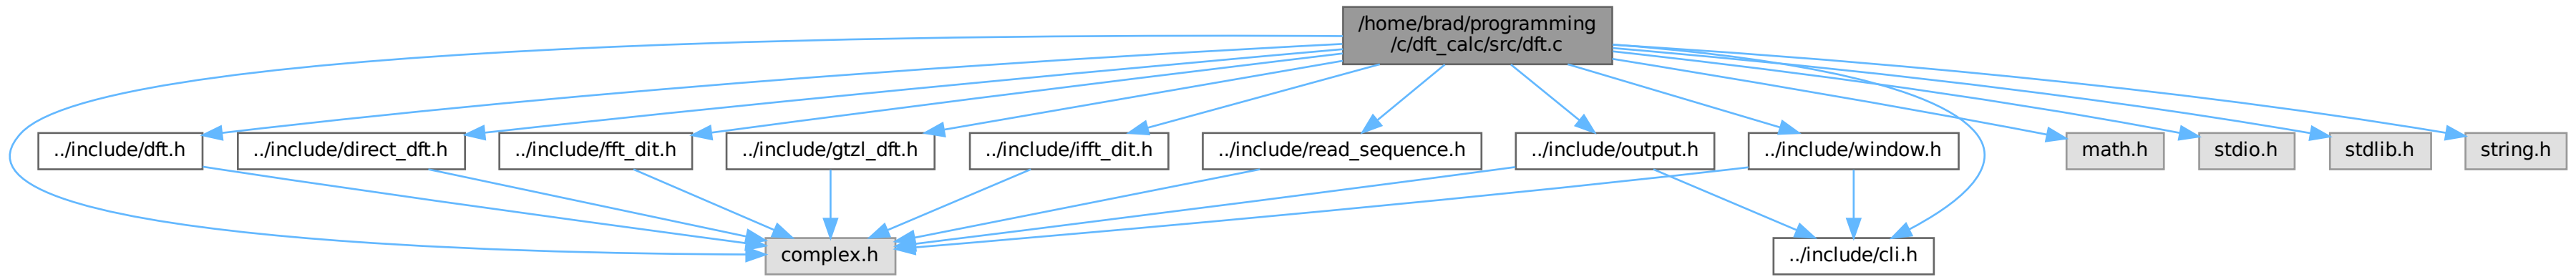 /home/brad/programming
/c/dft_calc/src/dft.c
../include/dft.h
../include/direct_dft.h
../include/fft_dit.h
../include/gtzl_dft.h
../include/ifft_dit.h
../include/read_sequence.h
../include/output.h
../include/window.h
math.h
stdio.h
stdlib.h
string.h
complex.h
../include/cli.h